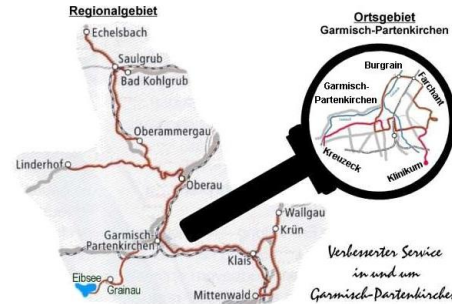 Regionalgebiet
Ortsgebiet
Garmisch-Partenkirchen
Echelsbach
Saulgrub
Bad Kohlgrub
Oberammergau
Linderhof
Oberau
Garmisch-
Partenkirchen
Eibsee
Grainau
Wallgau
Krün
Klais
Mittenwald
Burgrain
Farchant
Garmisch-
Partenkirchen
Kreuzeck
Klinikum
Verbesserter Service
in und um
Garmisch-Partenkirchen